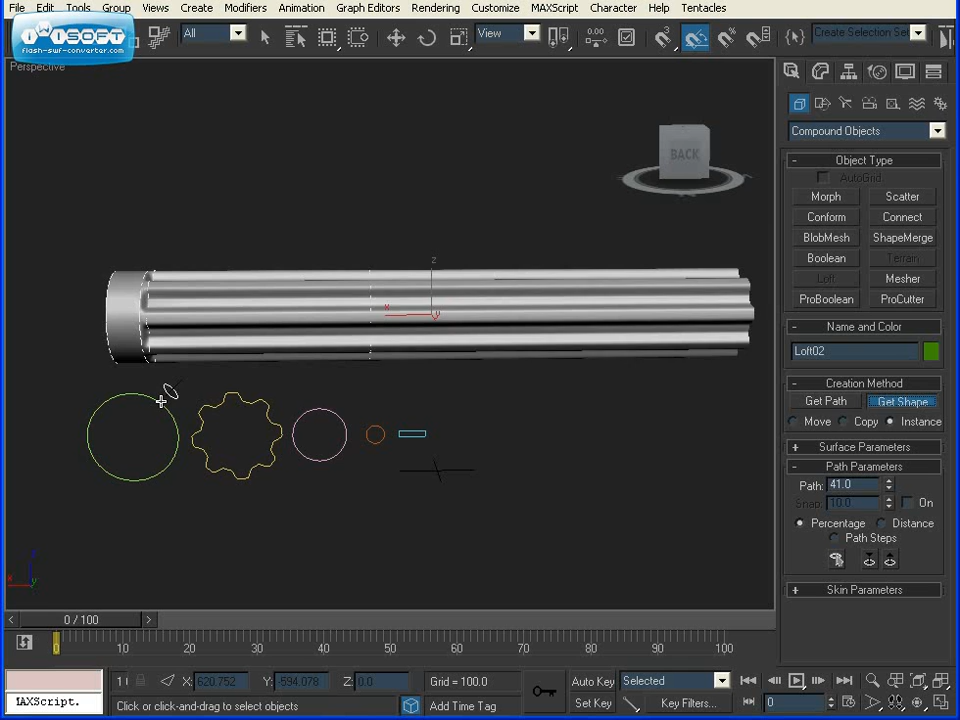 File Edit Tools Group Views Create Modifiers Animation Graph Editors Rendering Customize MAXScript Character Help Tentacles
iWiSOFT
flash-swf-converter.com
All
View
Create Selection Set
Perspective
BACK
Compound Objects
- Object Type
AutoGrid
Morph Scatter
Conform Connect
BlobMesh ShapeMerge
Boolean Terrain
Loft Mesher
ProBoolean ProCutter
- Name and Color
Loft02
- Creation Method
Get Path Get Shape
Move Copy Instance
+ Surface Parameters
- Path Parameters
Path: 41.0
Snap: 10.0 On
Percentage Distance
Path Steps
+ Skin Parameters
z
x
y
x
y
< 0 / 100 >
0 10 20 30 40 50 60 70 80 90 100
X: 620.752 Y: -594.078 Z: 0.0 Grid = 100.0 Auto Key Selected
MAXScript. Click or click-and-drag to select objects Add Time Tag Set Key Key Filters... 0